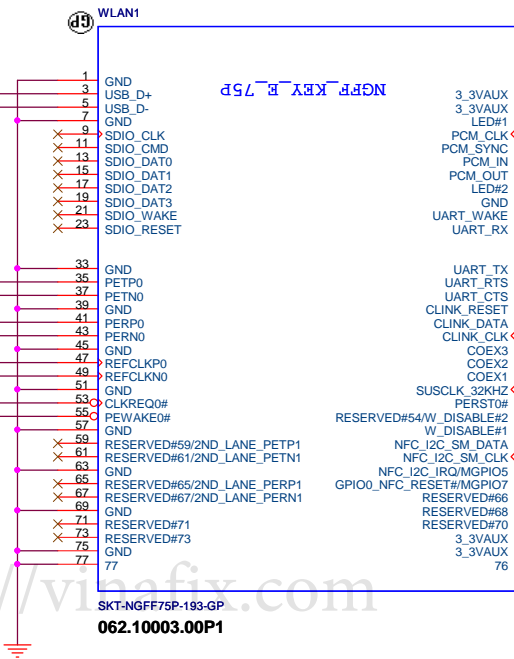 GP
WLAN1
NGFF_KEY_E_75P
1 GND
3 USB_D+ 3_3VAUX
5 USB_D- 3_3VAUX
7 GND LED#1
9 SDIO_CLK PCM_CLK
11 SDIO_CMD PCM_SYNC
13 SDIO_DAT0 PCM_IN
15 SDIO_DAT1 PCM_OUT
17 SDIO_DAT2 LED#2
19 SDIO_DAT3 GND
21 SDIO_WAKE UART_WAKE
23 SDIO_RESET UART_RX
33 GND UART_TX
35 PETP0 UART_RTS
37 PETN0 UART_CTS
39 GND CLINK_RESET
41 PERP0 CLINK_DATA
43 PERN0 CLINK_CLK
45 GND COEX3
47 REFCLKP0 COEX2
49 REFCLKN0 COEX1
51 GND SUSCLK_32KHZ
53 CLKREQ0# PERST0#
55 PEWAKE0# RESERVED#54/W_DISABLE#2
57 GND W_DISABLE#1
59 RESERVED#59/2ND_LANE_PETP1 NFC_I2C_SM_DATA
61 RESERVED#61/2ND_LANE_PETN1 NFC_I2C_SM_CLK
63 GND NFC_I2C_IRQ/MGPIO5
65 RESERVED#65/2ND_LANE_PERP1 GPIO0_NFC_RESET#/MGPIO7
67 RESERVED#67/2ND_LANE_PERN1 RESERVED#66
69 GND RESERVED#68
71 RESERVED#71 RESERVED#70
73 RESERVED#73 3_3VAUX
75 GND 3_3VAUX
77 77 76
//vinafix.com
SKT-NGFF75P-193-GP
062.10003.00P1